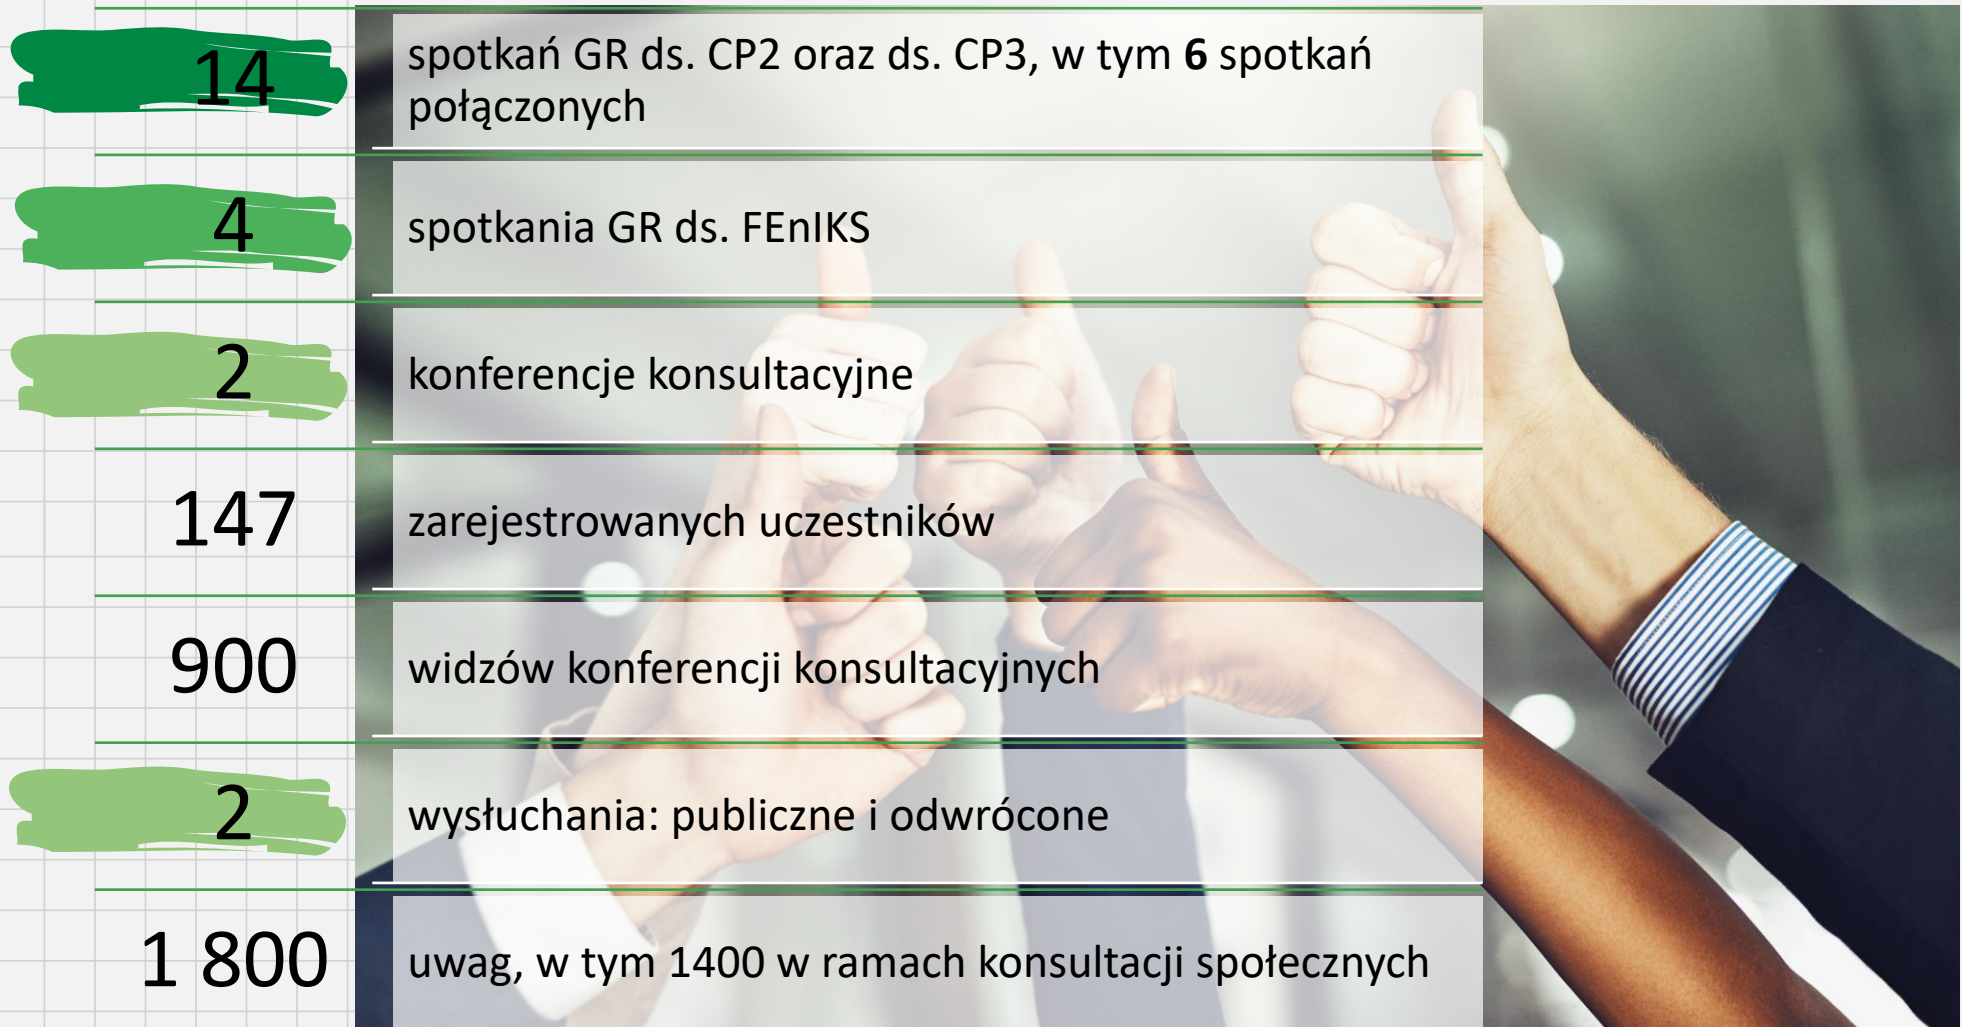 14
spotkań GR ds. CP2 oraz ds. CP3, w tym 6 spotkań
połączonych
4
spotkania GR ds. FEnIKS
2
konferencje konsultacyjne
147
zarejestrowanych uczestników
900
widzów konferencji konsultacyjnych
2
wysłuchania: publiczne i odwrócone
1 800
uwag, w tym 1400 w ramach konsultacji społecznych